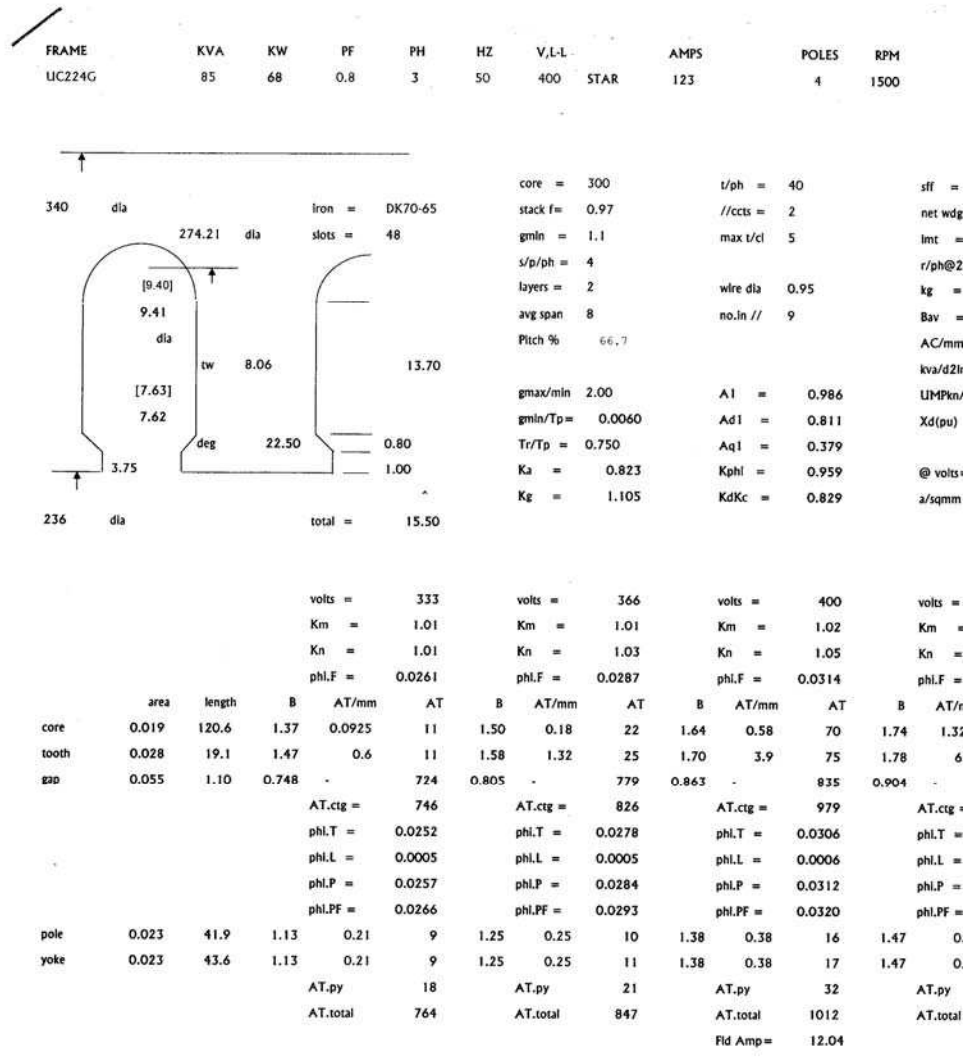 FRAME KVA KW PF PH HZ V,L-L AMPS POLES RPM
UC224G 85 68 0.8 3 50 400 STAR 123 4 1500
core = 300 t/ph = 40 sff =
340 dia iron = DK70-65 stack f= 0.97 //ccts = 2 net wdg
274.21 dia slots = 48 gmin = 1.1 max t/cl 5 lmt =
s/p/ph = 4 r/ph@2
[9.40] layers = 2 wire dia 0.95 kg =
9.41 avg span 8 no.in // 9 Bav =
dia Pitch % 66.7 AC/mm
tw 8.06 13.70 kva/d2ln
[7.63] gmax/min 2.00 A1 = 0.986 UMPkn/
7.62 gmin/Tp= 0.0060 Ad1 = 0.811 Xd(pu)
deg 22.50 0.80 Tr/Tp = 0.750 Aq1 = 0.379
3.75 1.00 Ka = 0.823 Kphi = 0.959 @ volts=
Kg = 1.105 KdKc = 0.829 a/sqmm
236 dia total = 15.50
volts = 333 volts = 366 volts = 400 volts =
Km = 1.01 Km = 1.01 Km = 1.02 Km =
Kn = 1.01 Kn = 1.03 Kn = 1.05 Kn =
phi.F = 0.0261 phi.F = 0.0287 phi.F = 0.0314 phi.F =
area length B AT/mm AT B AT/mm AT B AT/mm AT B AT/m
core 0.019 120.6 1.37 0.0925 11 1.50 0.18 22 1.64 0.58 70 1.74 1.32
tooth 0.028 19.1 1.47 0.6 11 1.58 1.32 25 1.70 3.9 75 1.78 6
gap 0.055 1.10 0.748 - 724 0.805 - 779 0.863 - 835 0.904 -
AT.ctg = 746 AT.ctg = 826 AT.ctg = 979 AT.ctg =
phi.T = 0.0252 phi.T = 0.0278 phi.T = 0.0306 phi.T =
phi.L = 0.0005 phi.L = 0.0005 phi.L = 0.0006 phi.L =
phi.P = 0.0257 phi.P = 0.0284 phi.P = 0.0312 phi.P =
phi.PF = 0.0266 phi.PF = 0.0293 phi.PF = 0.0320 phi.PF =
pole 0.023 41.9 1.13 0.21 9 1.25 0.25 10 1.38 0.38 16 1.47 0.
yoke 0.023 43.6 1.13 0.21 9 1.25 0.25 11 1.38 0.38 17 1.47 0.
AT.py 18 AT.py 21 AT.py 32 AT.py
AT.total 764 AT.total 847 AT.total 1012 AT.total
Fld Amp= 12.04